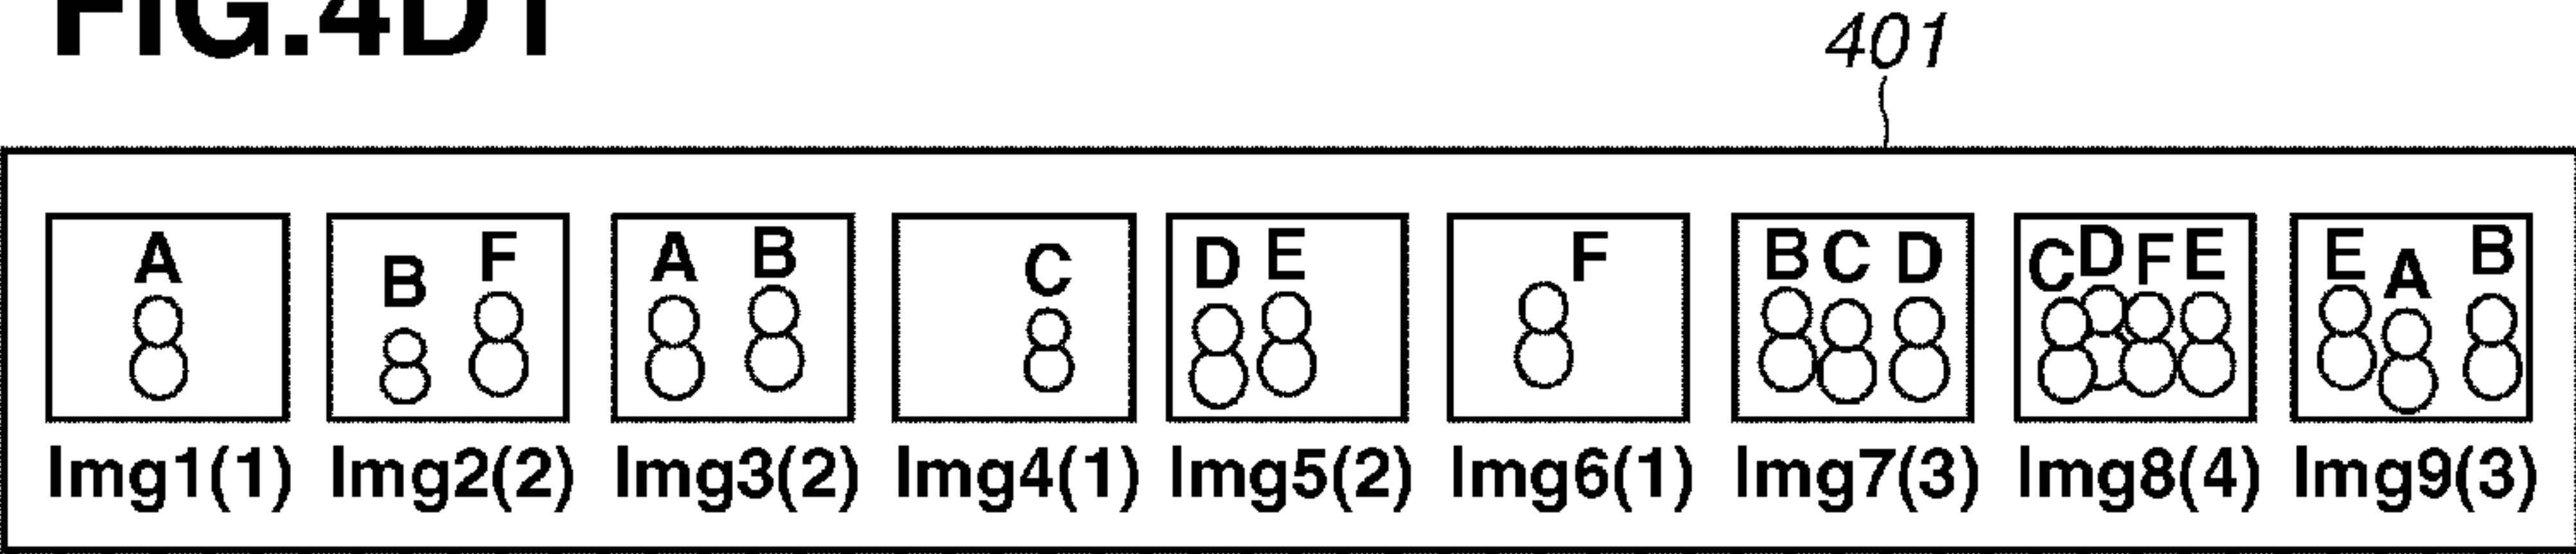 FIG.4D1
401
A B F A B C D E F B C D C D F E E A B
Img1(1) Img2(2) Img3(2) Img4(1) Img5(2) Img6(1) Img7(3) Img8(4) Img9(3)